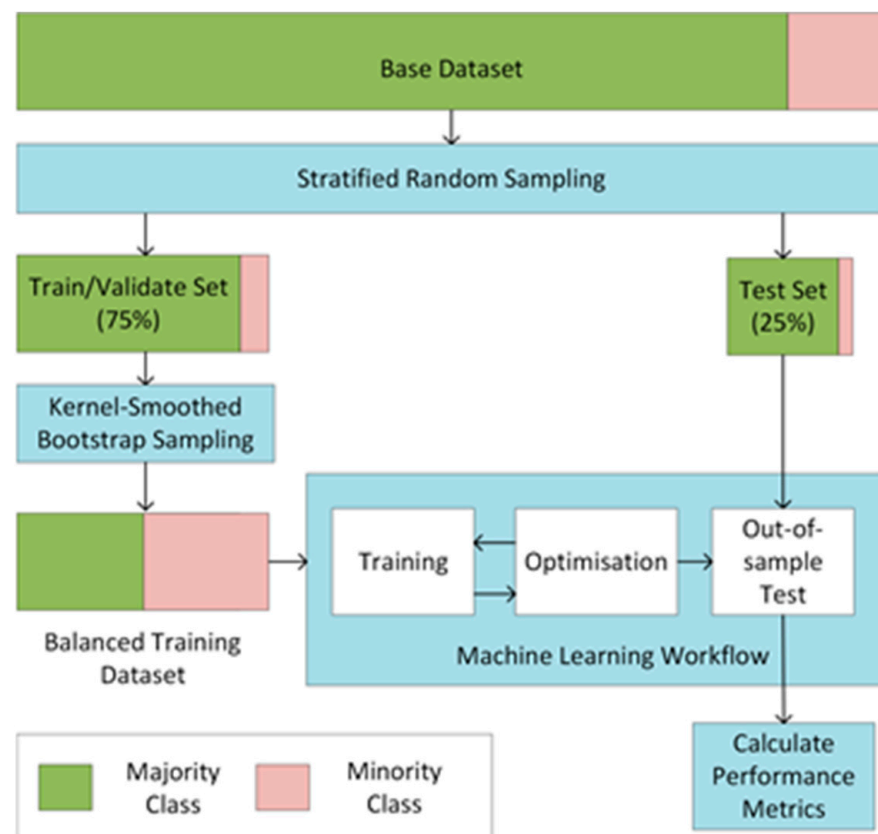 Base Dataset
Stratified Random Sampling
Train/Validate Set
(75%)
Test Set
(25%)
Kernel-Smoothed
Bootstrap Sampling
Training
Optimisation
Out-of-
sample
Test
Machine Learning Workflow
Balanced Training
Dataset
Calculate
Performance
Metrics
Majority
Class
Minority
Class